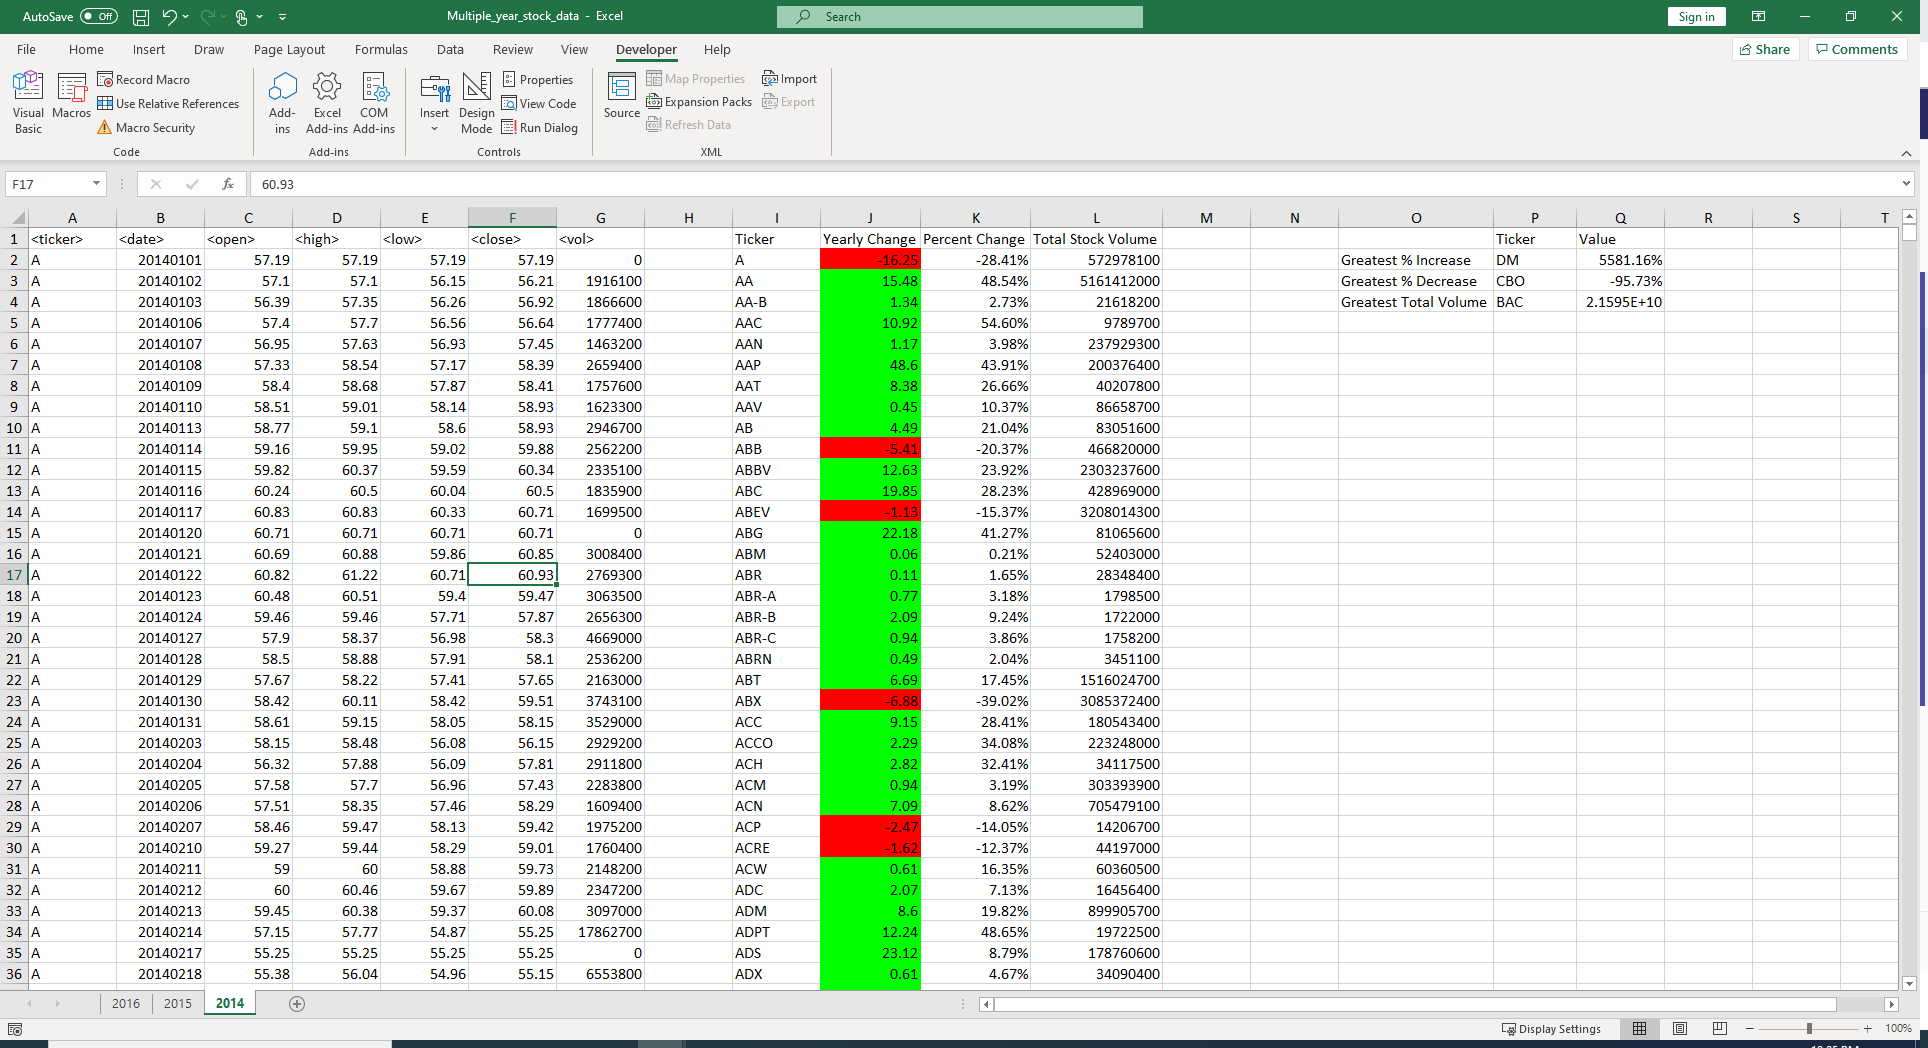 AutoSave Off Multiple_year_stock_data - Excel Search Sign in
File Home Insert Draw Page Layout Formulas Data Review View Developer Help Share Comments
Visual Basic
Macros
Record Macro
Use Relative References
Macro Security
Code
Add-ins
Excel Add-ins
COM Add-ins
Add-ins
Insert
Design Mode
Properties
View Code
Run Dialog
Controls
Source
Map Properties
Expansion Packs
Refresh Data
Import
Export
XML
F17 fx 60.93
A B C D E F G H I J K L M N O P Q R S T
1 <ticker> <date> <open> <high> <low> <close> <vol> Ticker Yearly Change Percent Change Total Stock Volume Ticker Value
2 A 20140101 57.19 57.19 57.19 57.19 0 A -16.25 -28.41% 572978100 Greatest % Increase DM 5581.16%
3 A 20140102 57.1 57.1 56.15 56.21 1916100 AA 15.48 48.54% 5161412000 Greatest % Decrease CBO -95.73%
4 A 20140103 56.39 57.35 56.26 56.92 1866600 AA-B 1.34 2.73% 21618200 Greatest Total Volume BAC 2.1595E+10
5 A 20140106 57.4 57.7 56.56 56.64 1777400 AAC 10.92 54.60% 9789700
6 A 20140107 56.95 57.63 56.93 57.45 1463200 AAN 1.17 3.98% 237929300
7 A 20140108 57.33 58.54 57.17 58.39 2659400 AAP 48.6 43.91% 200376400
8 A 20140109 58.4 58.68 57.87 58.41 1757600 AAT 8.38 26.66% 40207800
9 A 20140110 58.51 59.01 58.14 58.93 1623300 AAV 0.45 10.37% 86658700
10 A 20140113 58.77 59.1 58.6 58.93 2946700 AB 4.49 21.04% 83051600
11 A 20140114 59.16 59.95 59.02 59.88 2562200 ABB -5.41 -20.37% 466820000
12 A 20140115 59.82 60.37 59.59 60.34 2335100 ABBV 12.63 23.92% 2303237600
13 A 20140116 60.24 60.5 60.04 60.5 1835900 ABC 19.85 28.23% 428969000
14 A 20140117 60.83 60.83 60.33 60.71 1699500 ABEV -1.13 -15.37% 3208014300
15 A 20140120 60.71 60.71 60.71 60.71 0 ABG 22.18 41.27% 81065600
16 A 20140121 60.69 60.88 59.86 60.85 3008400 ABM 0.06 0.21% 52403000
17 A 20140122 60.82 61.22 60.71 60.93 2769300 ABR 0.11 1.65% 28348400
18 A 20140123 60.48 60.51 59.4 59.47 3063500 ABR-A 0.77 3.18% 1798500
19 A 20140124 59.46 59.46 57.71 57.87 2656300 ABR-B 2.09 9.24% 1722000
20 A 20140127 57.9 58.37 56.98 58.3 4669000 ABR-C 0.94 3.86% 1758200
21 A 20140128 58.5 58.88 57.91 58.1 2536200 ABRN 0.49 2.04% 3451100
22 A 20140129 57.67 58.22 57.41 57.65 2163000 ABT 6.69 17.45% 1516024700
23 A 20140130 58.42 60.11 58.42 59.51 3743100 ABX -6.88 -39.02% 3085372400
24 A 20140131 58.61 59.15 58.05 58.15 3529000 ACC 9.15 28.41% 180543400
25 A 20140203 58.15 58.48 56.08 56.15 2929200 ACCO 2.29 34.08% 223248000
26 A 20140204 56.32 57.88 56.09 57.81 2911800 ACH 2.82 32.41% 34117500
27 A 20140205 57.58 57.7 56.96 57.43 2283800 ACM 0.94 3.19% 303393900
28 A 20140206 57.51 58.35 57.46 58.29 1609400 ACN 7.09 8.62% 705479100
29 A 20140207 58.46 59.47 58.13 59.42 1975200 ACP -2.47 -14.05% 14206700
30 A 20140210 59.27 59.44 58.29 59.01 1760400 ACRE -1.62 -12.37% 44197000
31 A 20140211 59 60 58.88 59.73 2148200 ACW 0.61 16.35% 60360500
32 A 20140212 60 60.46 59.67 59.89 2347200 ADC 2.07 7.13% 16456400
33 A 20140213 59.45 60.38 59.37 60.08 3097000 ADM 8.6 19.82% 899905700
34 A 20140214 57.15 57.77 54.87 55.25 17862700 ADPT 12.24 48.65% 19722500
35 A 20140217 55.25 55.25 55.25 55.25 0 ADS 23.12 8.79% 178760600
36 A 20140218 55.38 56.04 54.96 55.15 6553800 ADX 0.61 4.67% 34090400
2016 2015 2014
Display Settings 100%